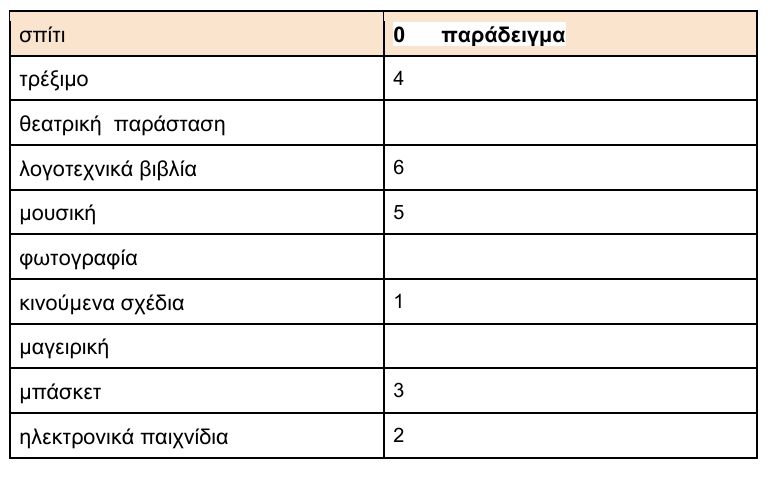 σπίτι 0 παράδειγμα
τρέξιμο 4
θεατρική παράσταση
λογοτεχνικά βιβλία 6
μουσική 5
φωτογραφία
κινούμενα σχέδια 1
μαγειρική
μπάσκετ 3
ηλεκτρονικά παιχνίδια 2